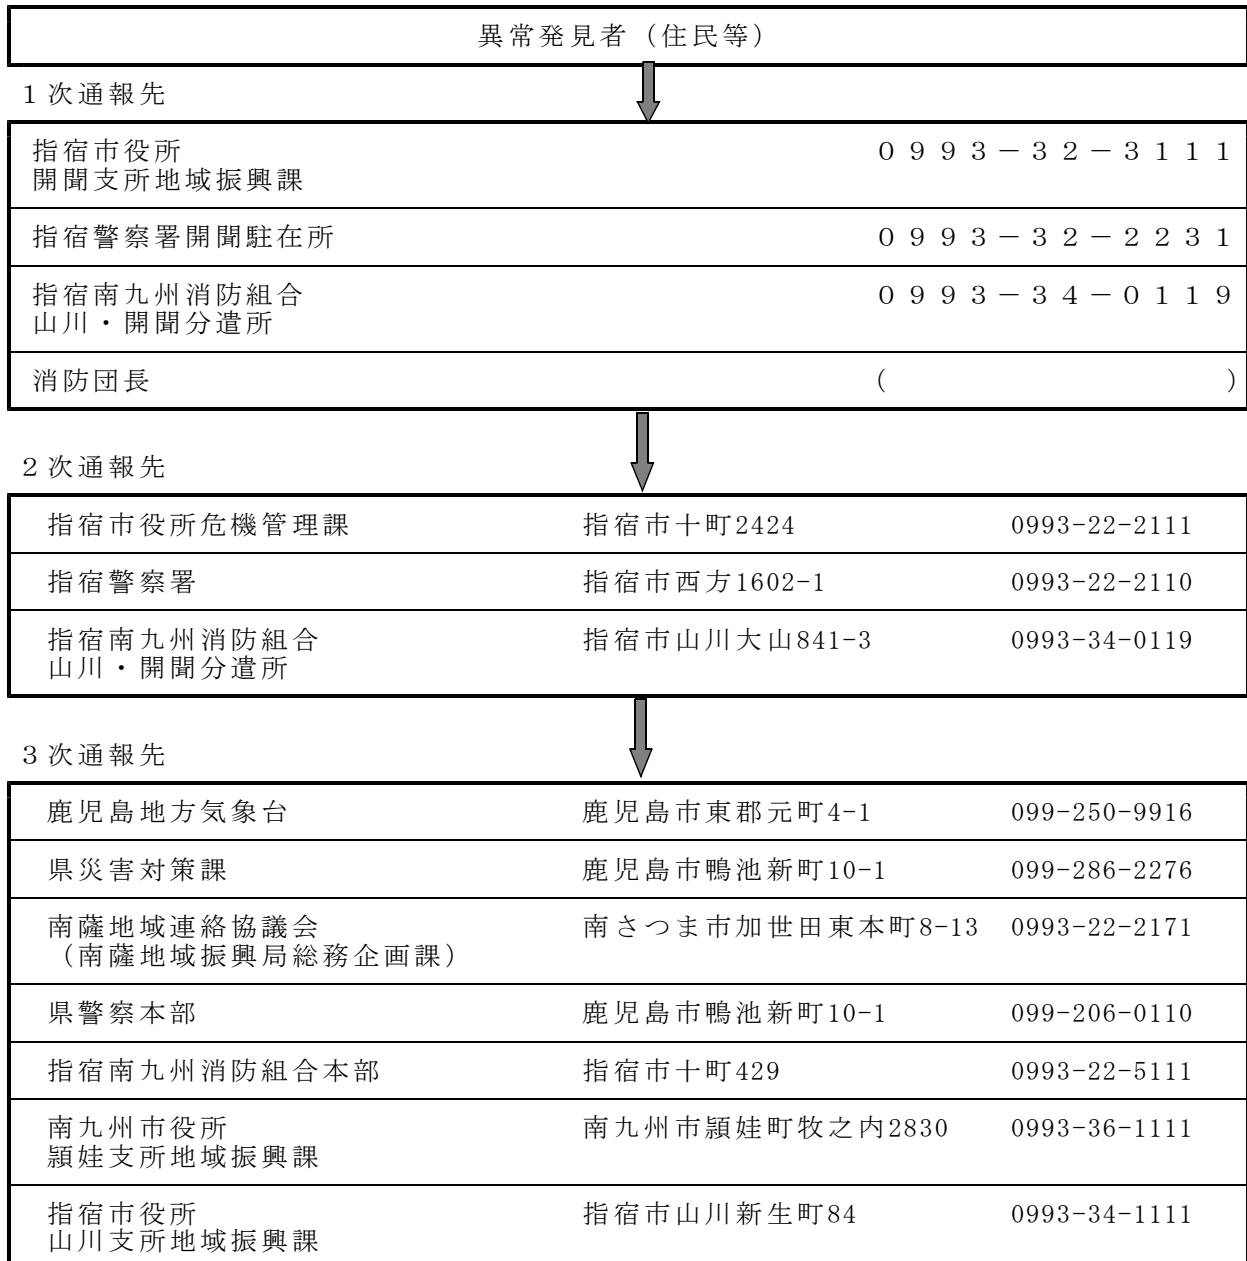 異常発見者（住民等）
１次通報先
指宿市役所 ０９９３－３２－３１１１
開聞支所地域振興課
指宿警察署開聞駐在所 ０９９３－３２－２２３１
指宿南九州消防組合 ０９９３－３４－０１１９
山川・開聞分遣所
消防団長 （ ）
２次通報先
指宿市役所危機管理課 指宿市十町2424 0993-22-2111
指宿警察署 指宿市西方1602-1 0993-22-2110
指宿南九州消防組合 指宿市山川大山841-3 0993-34-0119
山川・開聞分遣所
３次通報先
鹿児島地方気象台 鹿児島市東郡元町4-1 099-250-9916
県災害対策課 鹿児島市鴨池新町10-1 099-286-2276
南薩地域連絡協議会 南さつま市加世田東本町8-13 0993-22-2171
（南薩地域振興局総務企画課）
県警察本部 鹿児島市鴨池新町10-1 099-206-0110
指宿南九州消防組合本部 指宿市十町429 0993-22-5111
南九州市役所 南九州市頴娃町牧之内2830 0993-36-1111
頴娃支所地域振興課
指宿市役所 指宿市山川新生町84 0993-34-1111
山川支所地域振興課